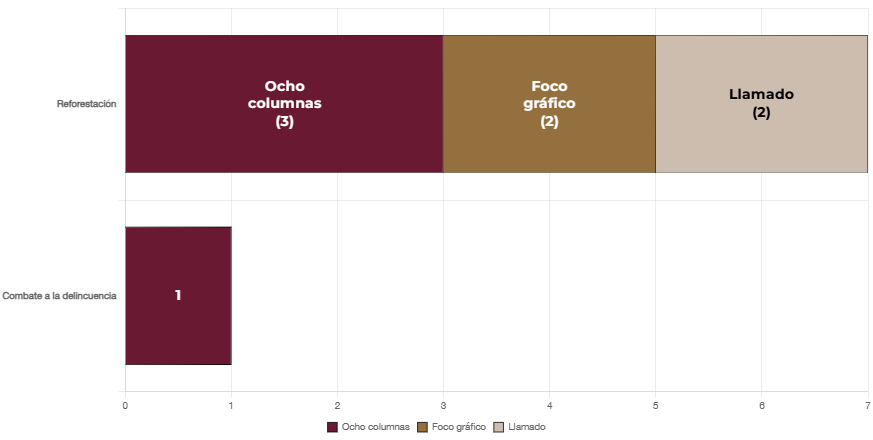 Reforestación
Ocho
columnas
(3)
Foco
gráfico
(2)
Llamado
(2)
Combate a la delincuencia
1
0 1 2 3 4 5 6 7
Ocho columnas Foco gráfico Llamado